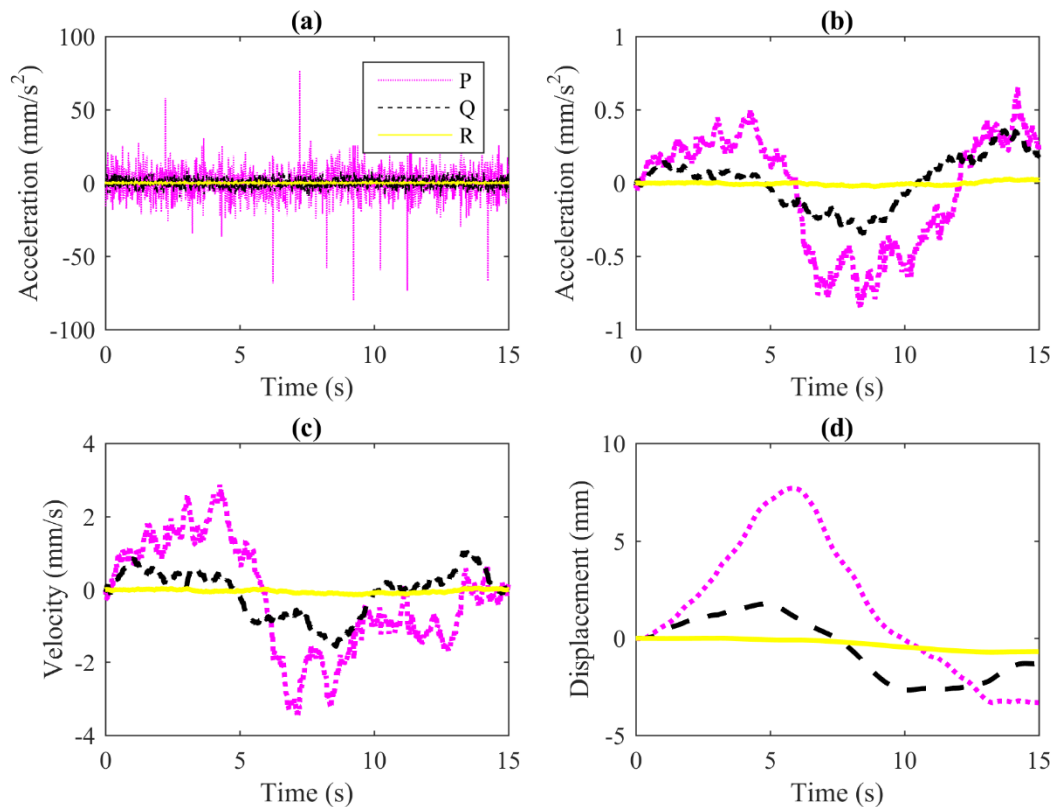 (a)
100
50
0
-50
-100
Acceleration (mm/s²)
P
Q
R
0 5 10 15
Time (s)
(b)
1
0.5
0
-0.5
-1
Acceleration (mm/s²)
0 5 10 15
Time (s)
(c)
4
2
0
-2
-4
Velocity (mm/s)
0 5 10 15
Time (s)
(d)
10
5
0
-5
Displacement (mm)
0 5 10 15
Time (s)